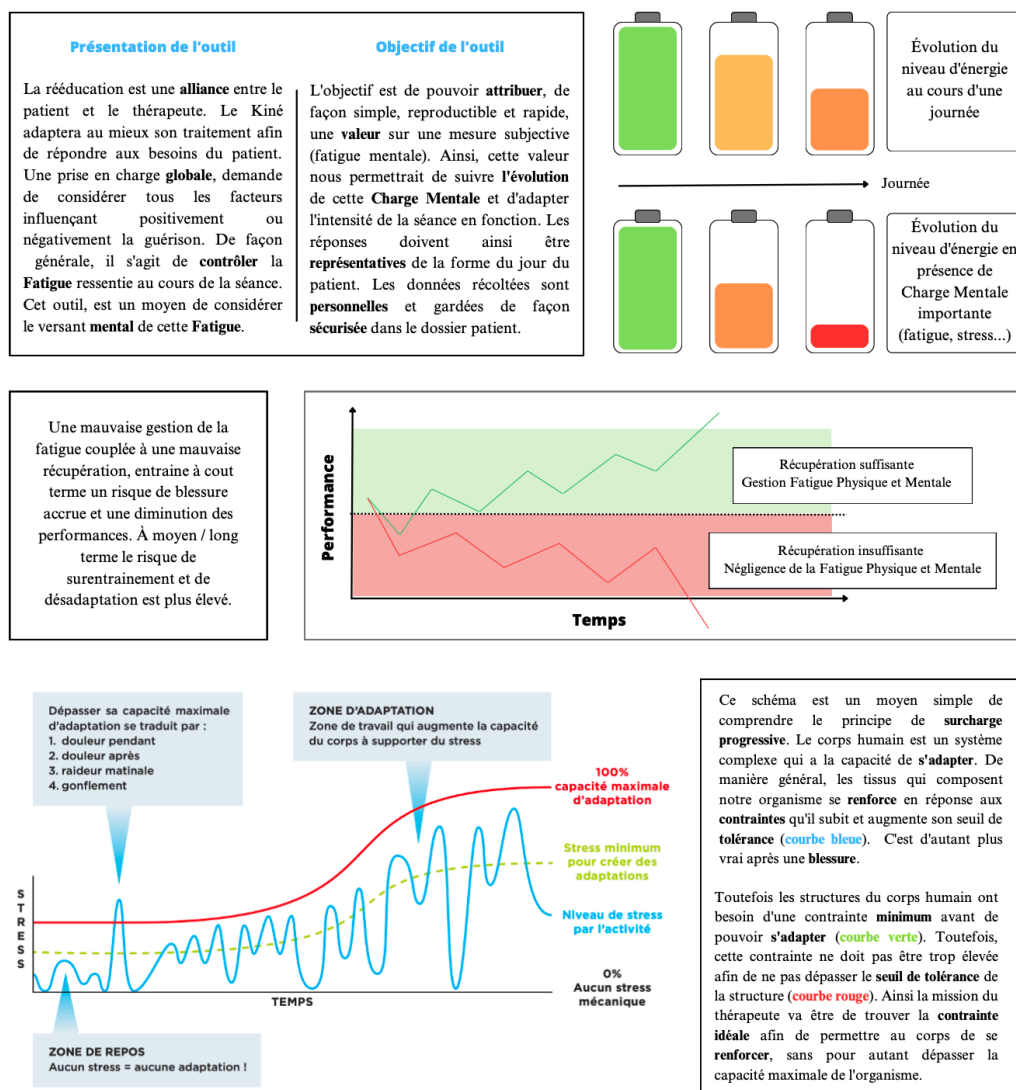 Présentation de l'outil
La rééducation est une alliance entre le
patient et le thérapeute. Le Kiné
adaptera au mieux son traitement afin
de répondre aux besoins du patient.
Une prise en charge globale, demande
de considérer tous les facteurs
influençant positivement ou
négativement la guérison. De façon
générale, il s'agit de contrôler la
Fatigue ressentie au cours de la séance.
Cet outil, est un moyen de considérer
le versant mental de cette Fatigue.
Objectif de l'outil
L'objectif est de pouvoir attribuer, de
façon simple, reproductible et rapide,
une valeur sur une mesure subjective
(fatigue mentale). Ainsi, cette valeur
nous permettrait de suivre l'évolution
de cette Charge Mentale et d'adapter
l'intensité de la séance en fonction. Les
réponses doivent ainsi être
représentatives de la forme du jour du
patient. Les données récoltées sont
personnelles et gardées de façon
sécurisée dans le dossier patient.
Évolution du
niveau d'énergie
au cours d'une
journée
Journée
Évolution du
niveau d'énergie en
présence de
Charge Mentale
importante
(fatigue, stress...)
Une mauvaise gestion de la
fatigue couplée à une mauvaise
récupération, entraine à cout
terme un risque de blessure
accrue et une diminution des
performances. À moyen / long
terme le risque de
surentrainement et de
désadaptation est plus élevé.
Performance
Récupération suffisante
Gestion Fatigue Physique et Mentale
Récupération insuffisante
Négligence de la Fatigue Physique et Mentale
Temps
Dépasser sa capacité maximale
d'adaptation se traduit par :
1. douleur pendant
2. douleur après
3. raideur matinale
4. gonflement
ZONE D'ADAPTATION
Zone de travail qui augmente la capacité
du corps à supporter du stress
100%
capacité maximale
d'adaptation
Stress minimum
pour créer des
adaptations
Niveau de stress
par l'activité
0%
Aucun stress
mécanique
STRESS
TEMPS
ZONE DE REPOS
Aucun stress = aucune adaptation !
Ce schéma est un moyen simple de
comprendre le principe de surcharge
progressive. Le corps humain est un système
complexe qui a la capacité de s'adapter. De
manière général, les tissus qui composent
notre organisme se renforce en réponse aux
contraintes qu'il subit et augmente son seuil de
tolérance (courbe bleue). C'est d'autant plus
vrai après une blessure.
Toutefois les structures du corps humain ont
besoin d'une contrainte minimum avant de
pouvoir s'adapter (courbe verte). Toutefois,
cette contrainte ne doit pas être trop élevée
afin de ne pas dépasser le seuil de tolérance de
la structure (courbe rouge). Ainsi la mission du
thérapeute va être de trouver la contrainte
idéale afin de permettre au corps de se
renforcer, sans pour autant dépasser la
capacité maximale de l'organisme.